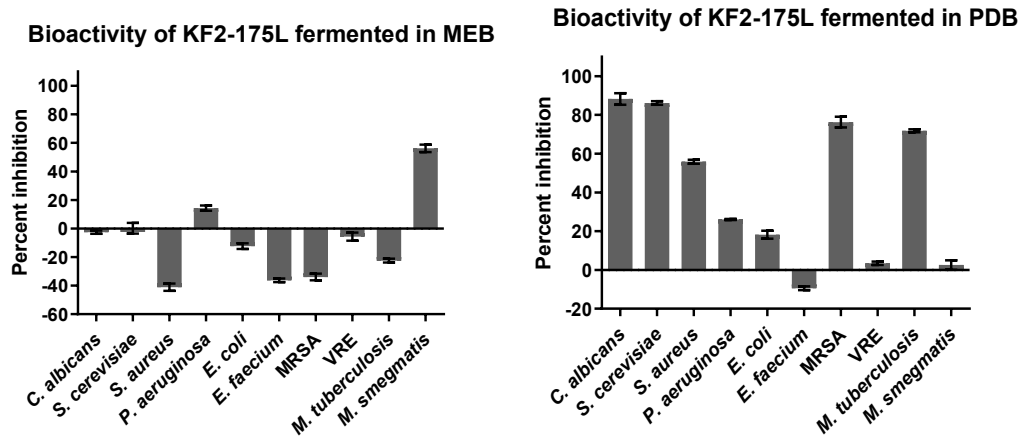 Bioactivity of KF2-175L fermented in MEB
Percent inhibition
100
80
60
40
20
0
-20
-40
-60
C. albicans
S. cerevisiae
S. aureus
P. aeruginosa
E. coli
E. faecium
MRSA
VRE
M. tuberculosis
M. smegmatis
Bioactivity of KF2-175L fermented in PDB
Percent inhibition
100
80
60
40
20
0
-20
C. albicans
S. cerevisiae
S. aureus
P. aeruginosa
E. coli
E. faecium
MRSA
VRE
M. tuberculosis
M. smegmatis